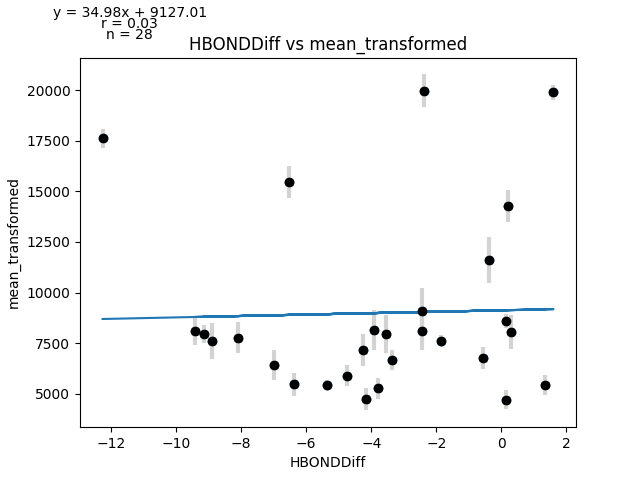 y = 34.98x + 9127.01
r = 0.03
n = 28
HBONDDiff vs mean_transformed
20000
17500
15000
12500
10000
7500
5000
mean_transformed
−12
−10
−8
−6
−4
−2
0
2
HBONDDiff